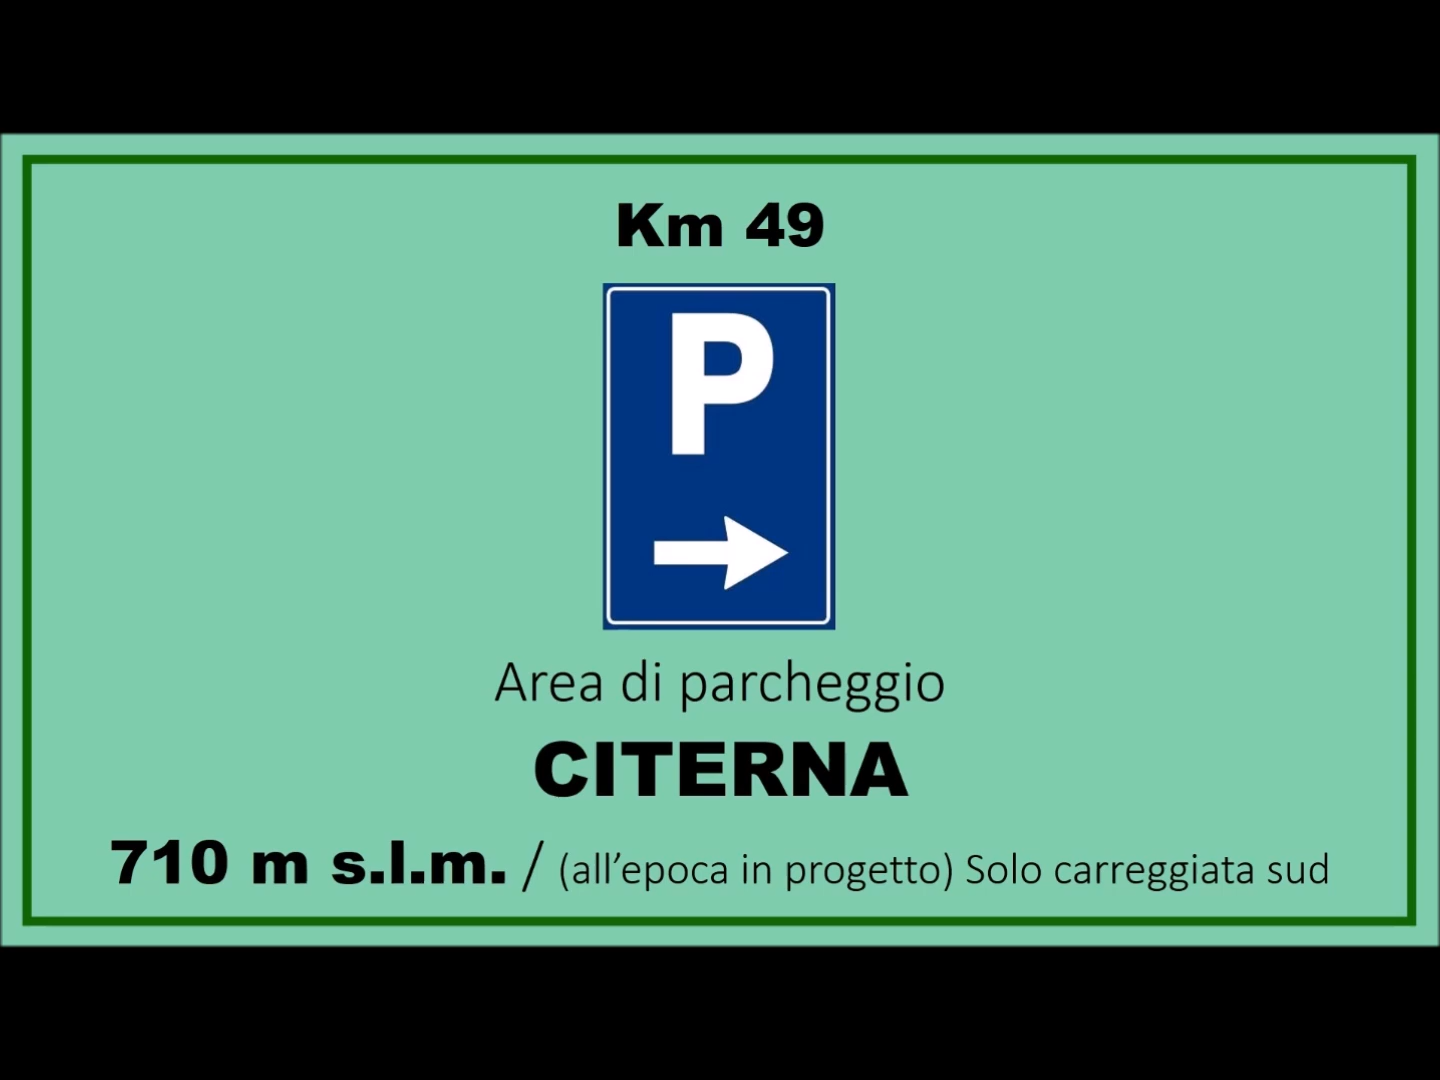 Km 49
P
Area di parcheggio
CITERNA
710 m s.l.m. / (all’epoca in progetto) Solo carreggiata sud